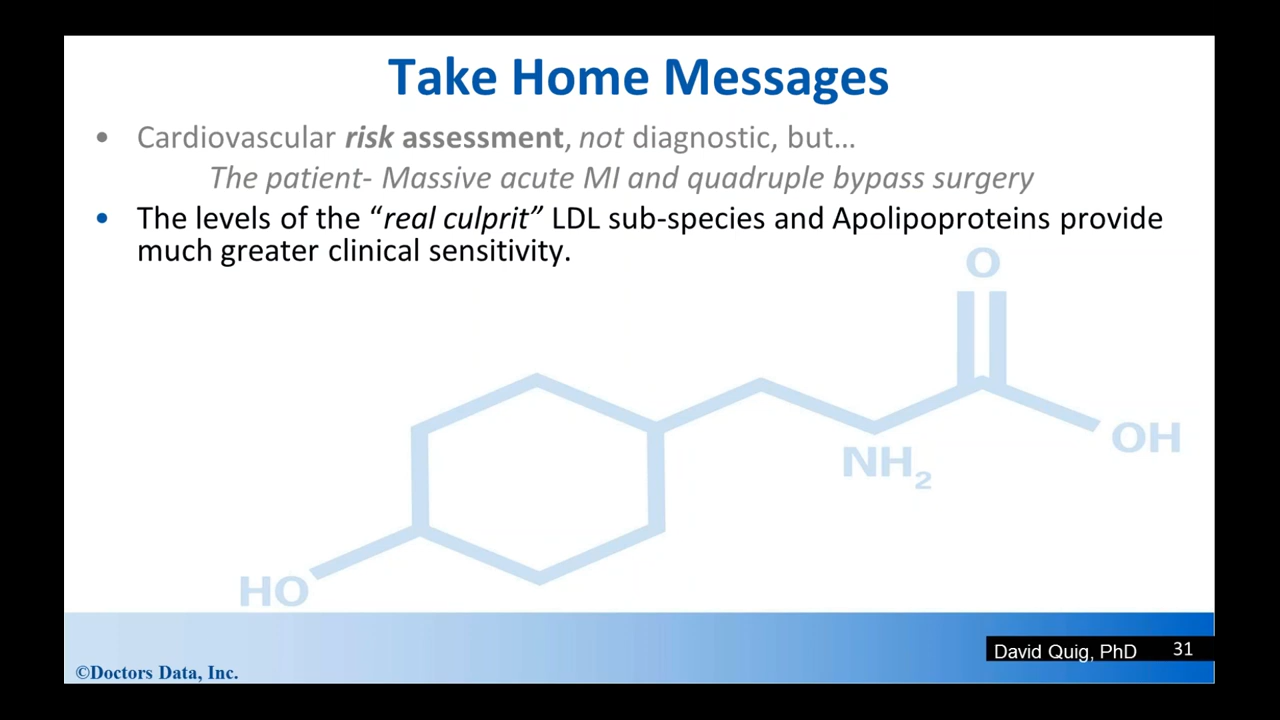 Take Home Messages
• Cardiovascular risk assessment, not diagnostic, but…
The patient- Massive acute MI and quadruple bypass surgery
• The levels of the “real culprit” LDL sub-species and Apolipoproteins provide
much greater clinical sensitivity.
O
OH
NH₂
HO
David Quig, PhD 31
©Doctors Data, Inc.